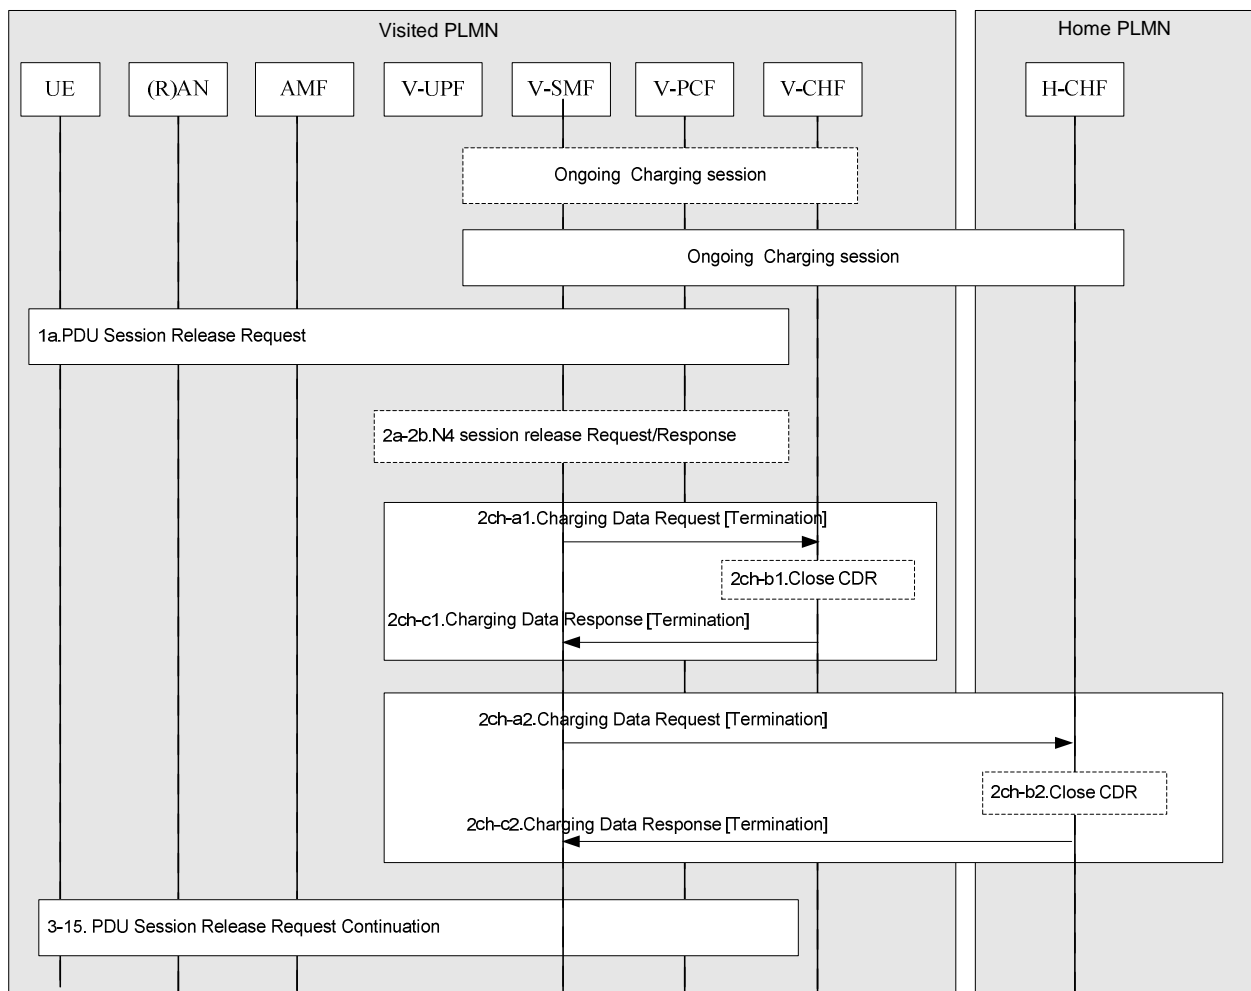 Visited PLMN
Home PLMN
UE
(R)AN
AMF
V-UPF
V-SMF
V-PCF
V-CHF
H-CHF
Ongoing Charging session
Ongoing Charging session
1a.PDU Session Release Request
2a-2b.N4 session release Request/Response
2ch-a1.Charging Data Request [Termination]
2ch-b1.Close CDR
2ch-c1.Charging Data Response [Termination]
2ch-a2.Charging Data Request [Termination]
2ch-b2.Close CDR
2ch-c2.Charging Data Response [Termination]
3-15. PDU Session Release Request Continuation